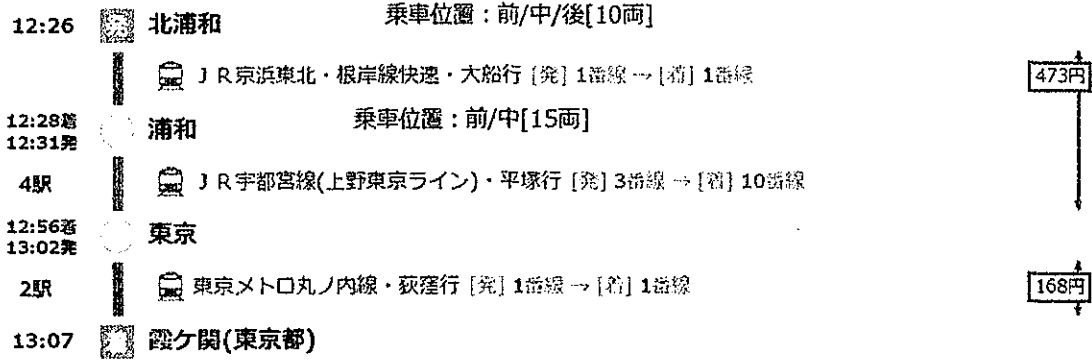 12:26 発 北浦和 乗車位置：前/中/後[10両]
ＪＲ京浜東北・根岸線快速・大船行 [発] 1番線 → [着] 1番線 473円
12:28着
12:31発
浦和 乗車位置：前/中[15両]
4駅 ＪＲ宇都宮線(上野東京ライン)・平塚行 [発] 3番線 → [着] 10番線
12:56着
13:02発
東京
2駅 東京メトロ丸ノ内線・荻窪行 [発] 1番線 → [着] 1番線 168円
13:07 着 霞ケ関(東京都)